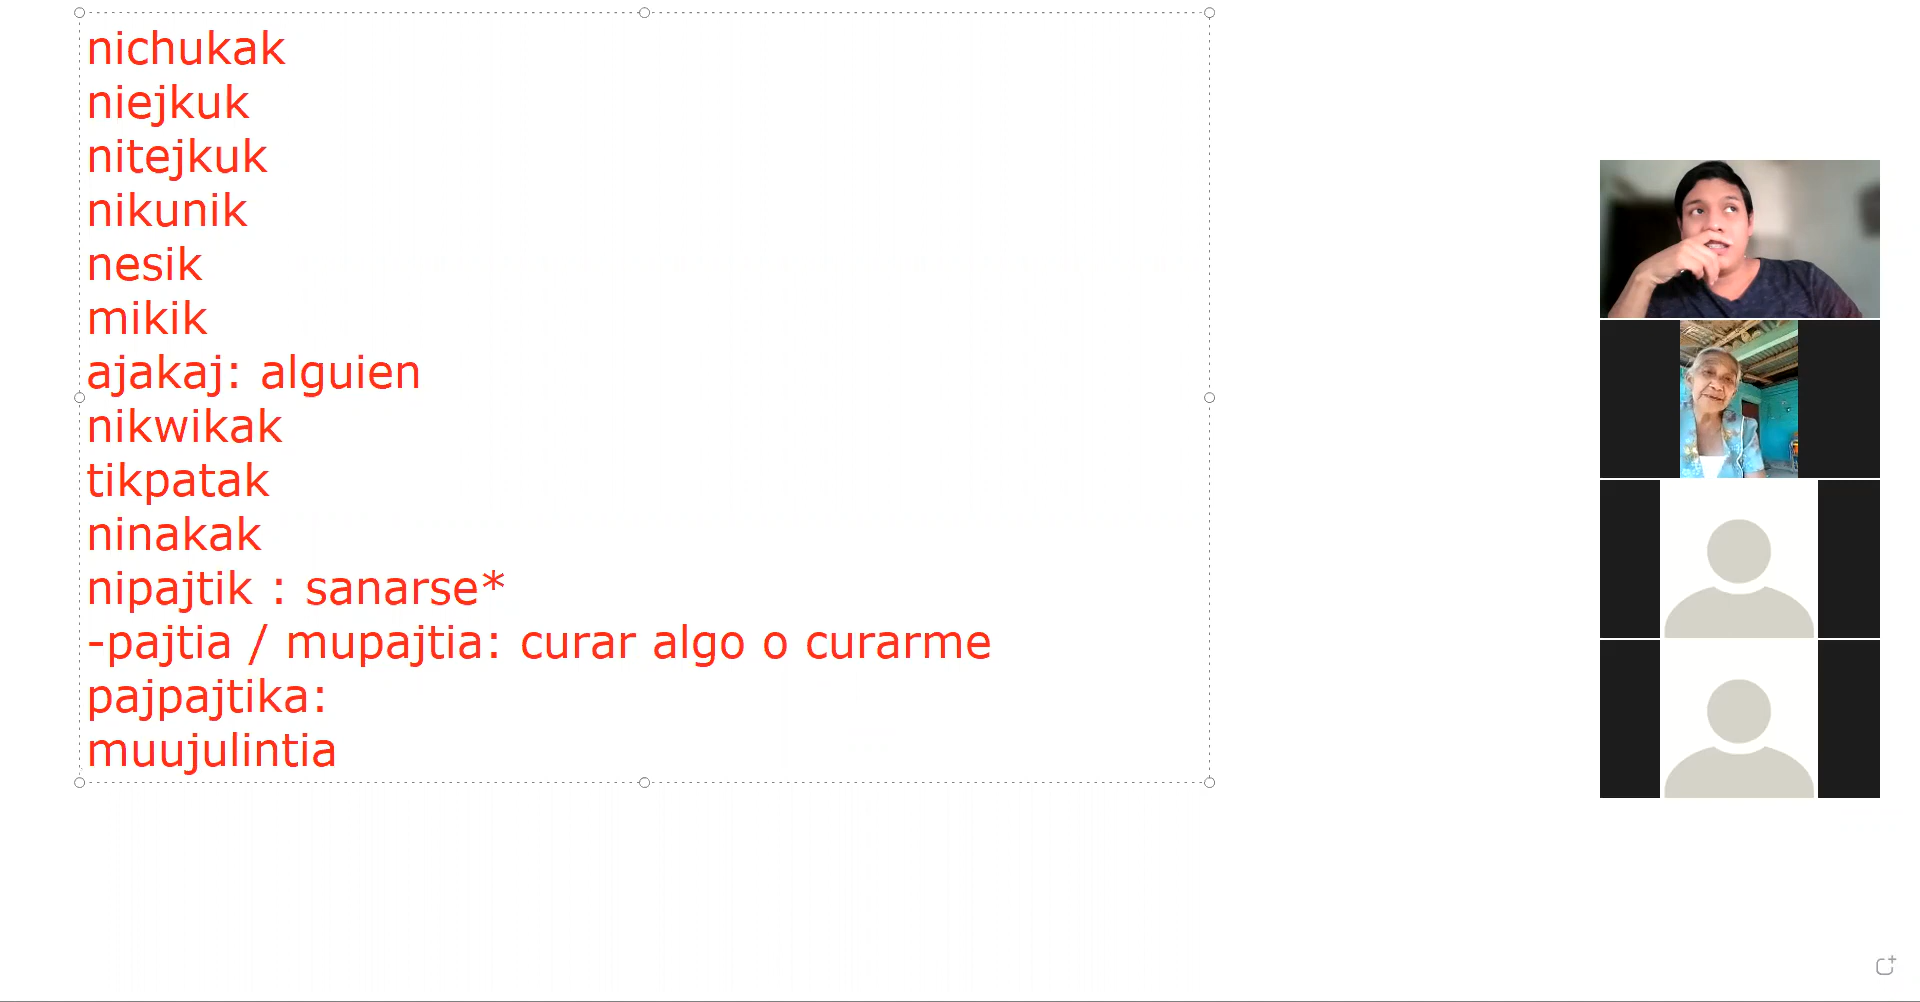 nichukak
niejkuk
nitejkuk
nikunik
nesik
mikik
ajakaj: alguien
nikwikak
tikpatak
ninakak
nipajtik : sanarse*
-pajtia / mupajtia: curar algo o curarme
pajpajtika:
muujulintia